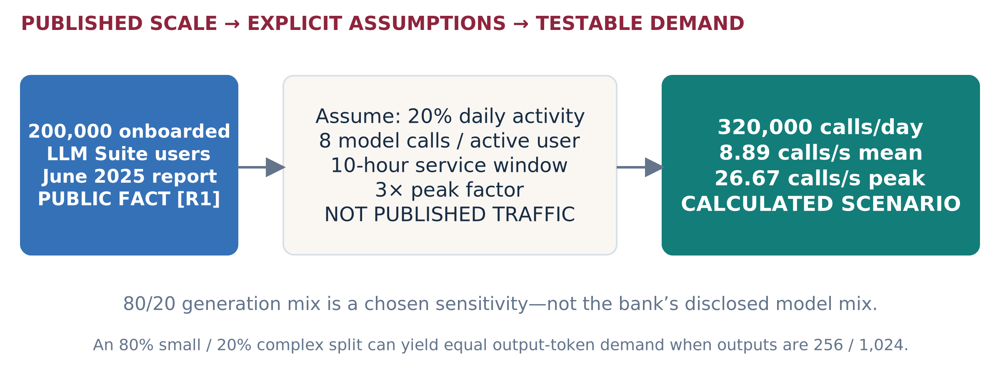 PUBLISHED SCALE → EXPLICIT ASSUMPTIONS → TESTABLE DEMAND
200,000 onboarded
LLM Suite users
June 2025 report
PUBLIC FACT [R1]
Assume: 20% daily activity
8 model calls / active user
10-hour service window
3× peak factor
NOT PUBLISHED TRAFFIC
320,000 calls/day
8.89 calls/s mean
26.67 calls/s peak
CALCULATED SCENARIO
80/20 generation mix is a chosen sensitivity—not the bank’s disclosed model mix.
An 80% small / 20% complex split can yield equal output-token demand when outputs are 256 / 1,024.